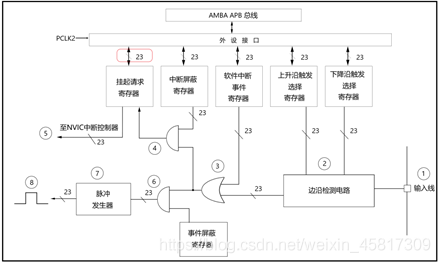 AMBA APB 总线
PCLK2
外 设 接 口
23
23
23
23
23
挂起请求
寄存器
中断屏蔽
寄存器
软件中断
事件
寄存器
上升沿触发
选择
寄存器
下降沿触发
选择
寄存器
⑤
至NVIC中断控制器
23
④
23
23
23
23
③
②
①
⑧
⑦
⑥
23
脉冲
发生器
23
23
边沿检测电路
输入线
事件屏蔽
寄存器
https://blog.csdn.net/weixin_45817309